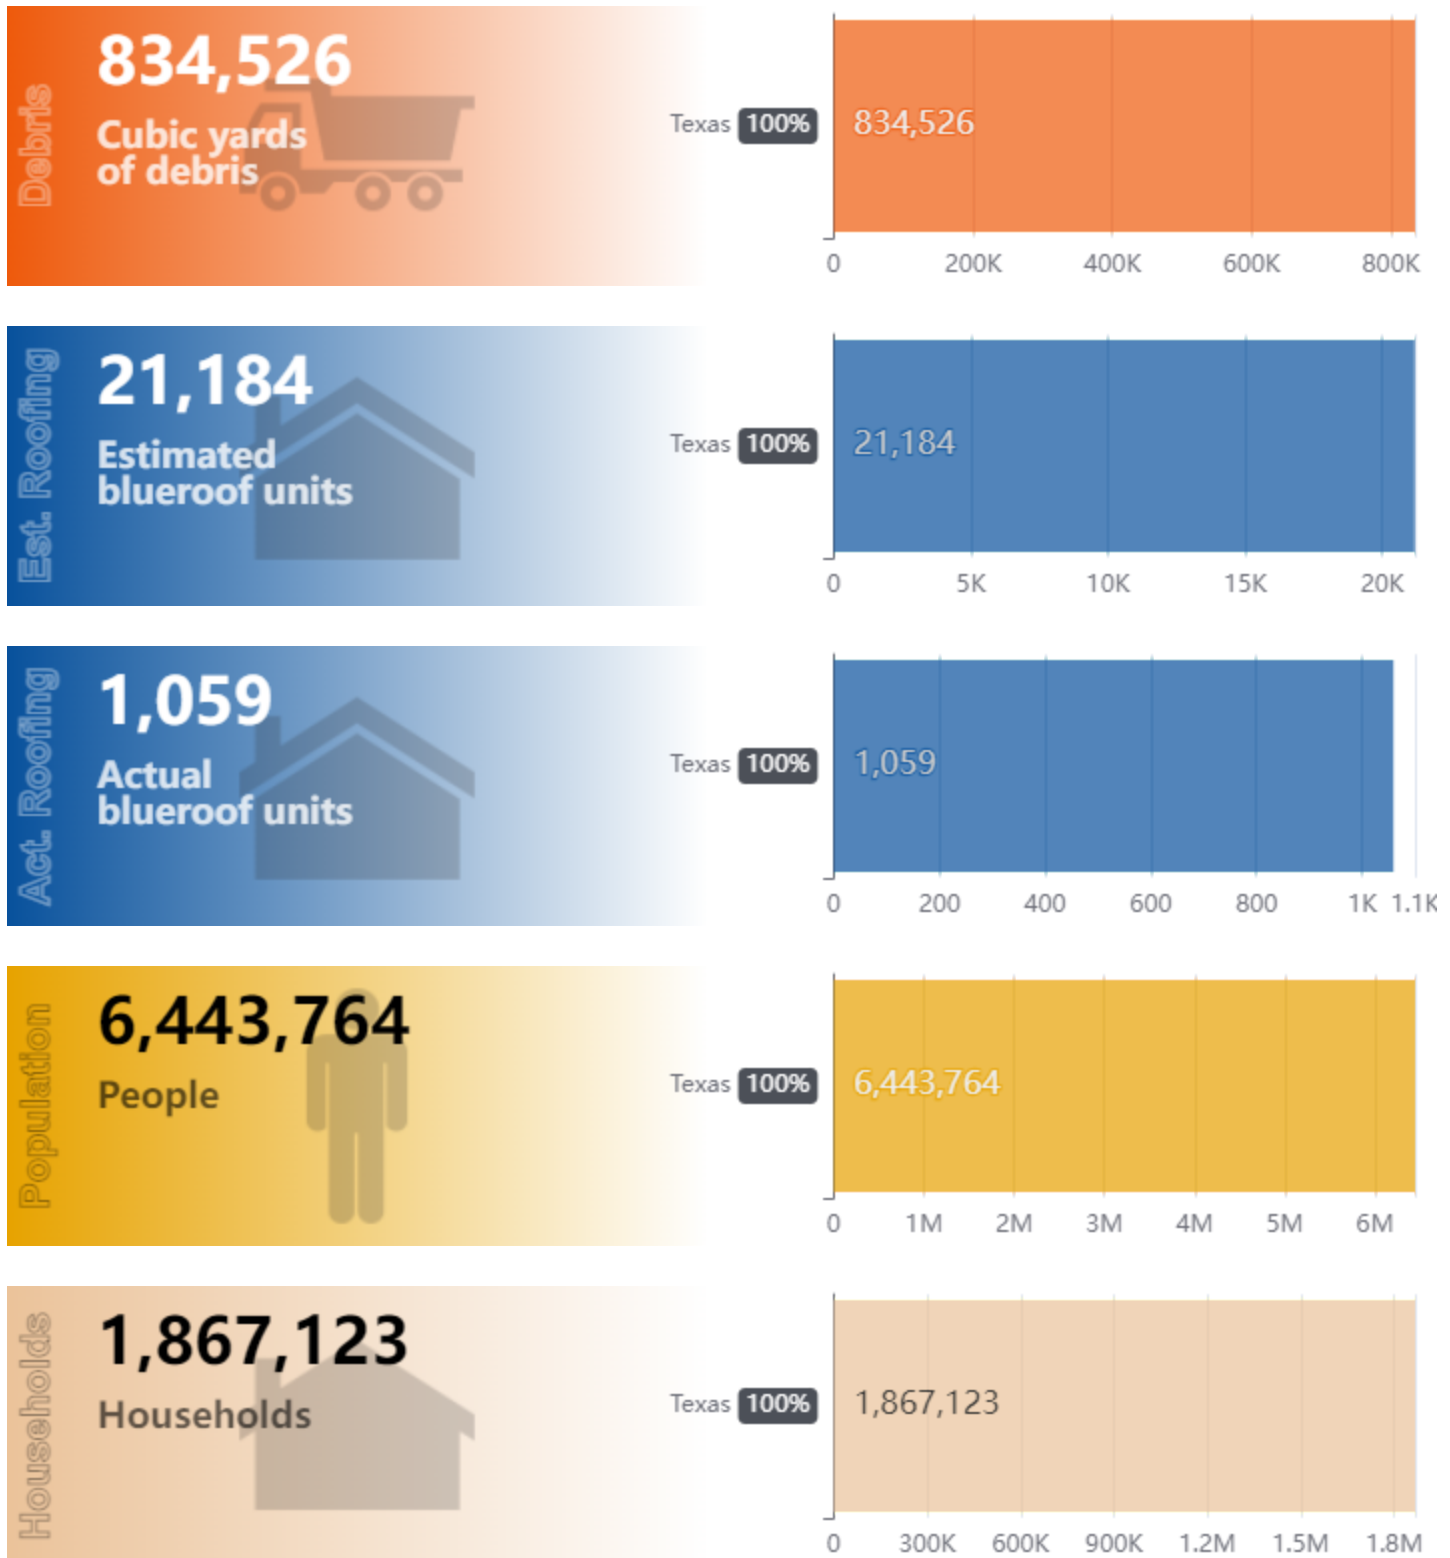 Debris
834,526
Cubic yards
of debris
Texas 100%
834,526
0 200K 400K 600K 800K
Est. Roofing
21,184
Estimated
blueroof units
Texas 100%
21,184
0 5K 10K 15K 20K
Act. Roofing
1,059
Actual
blueroof units
Texas 100%
1,059
0 200 400 600 800 1K 1.1K
Population
6,443,764
People
Texas 100%
6,443,764
0 1M 2M 3M 4M 5M 6M
Households
1,867,123
Households
Texas 100%
1,867,123
0 300K 600K 900K 1.2M 1.5M 1.8M